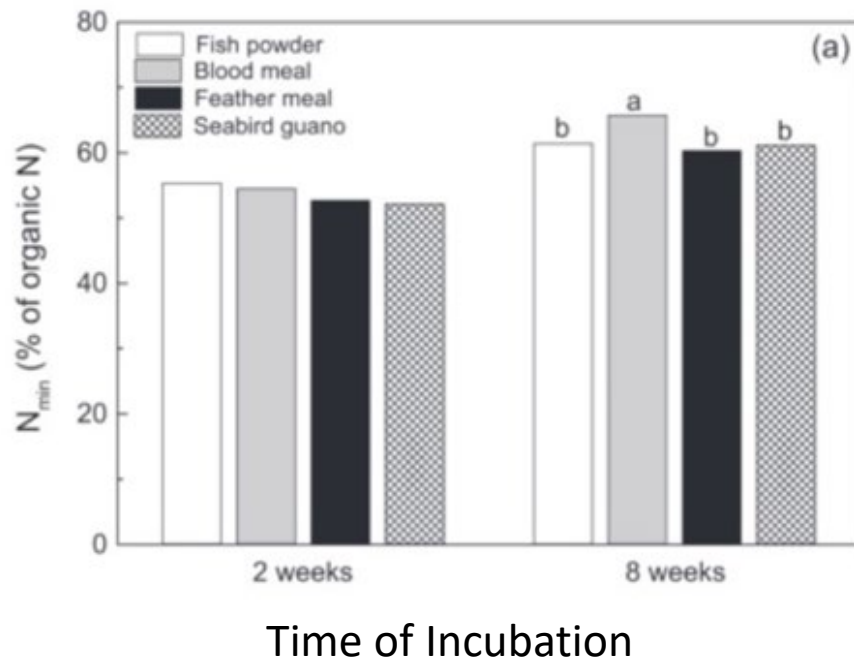 80
(a)
Fish powder
Blood meal
Feather meal
Seabird guano
a
b
b
b
60
40
20
0
N_min (% of organic N)
2 weeks
8 weeks
Time of Incubation